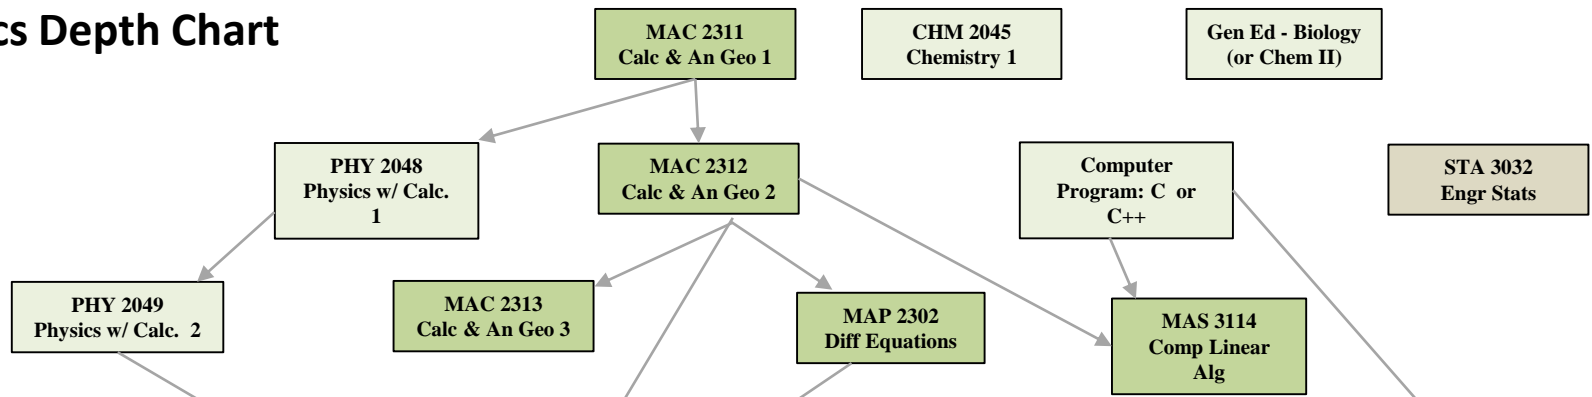 cs Depth Chart
MAC 2311
Calc & An Geo 1
CHM 2045
Chemistry 1
Gen Ed - Biology
(or Chem II)
PHY 2048
Physics w/ Calc.
1
MAC 2312
Calc & An Geo 2
Computer
Program: C or
C++
STA 3032
Engr Stats
PHY 2049
Physics w/ Calc. 2
MAC 2313
Calc & An Geo 3
MAP 2302
Diff Equations
MAS 3114
Comp Linear
Alg